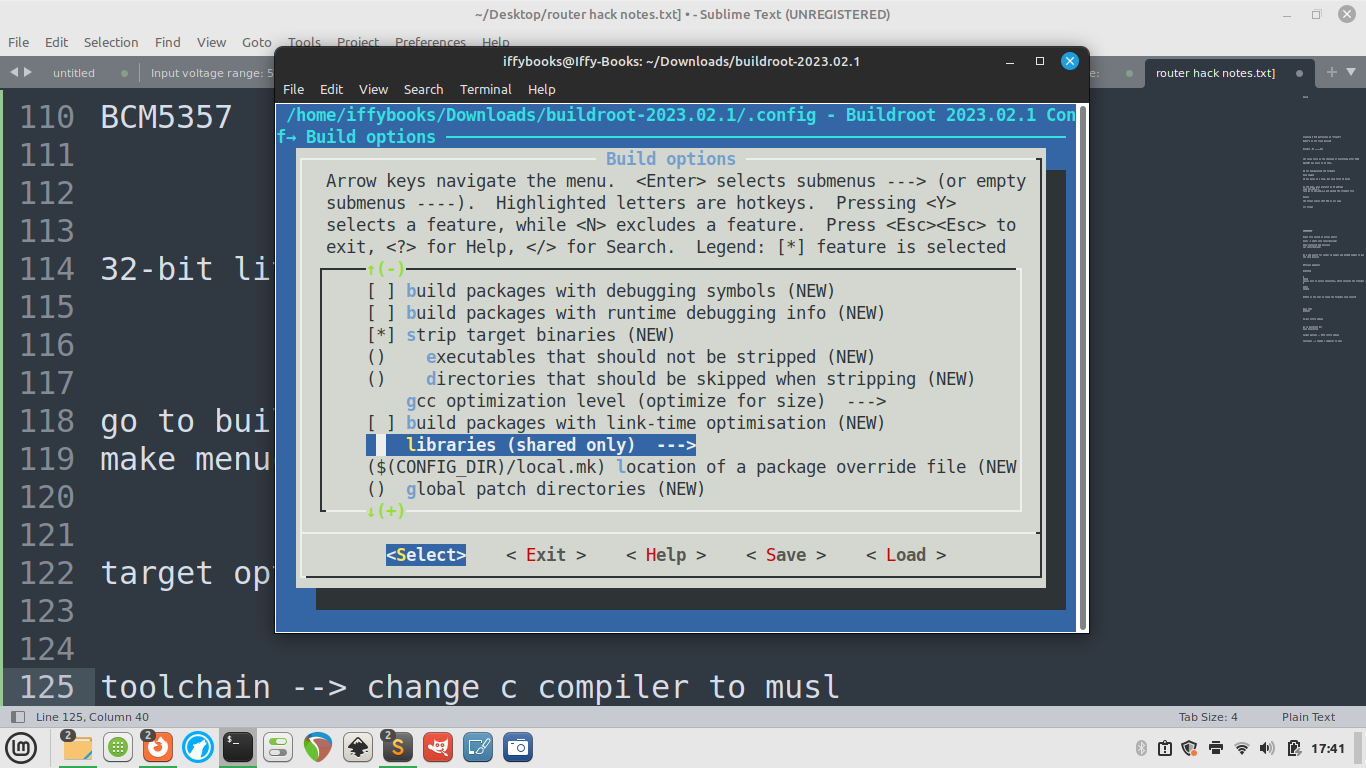 ~/Desktop/router hack notes.txt] • - Sublime Text (UNREGISTERED)
File Edit Selection Find View Goto Tools Project Preferences Help
untitled
Input voltage range: 5
router hack notes.txt]
iffybooks@Iffy-Books: ~/Downloads/buildroot-2023.02.1
File Edit View Search Terminal Help
/home/iffybooks/Downloads/buildroot-2023.02.1/.config - Buildroot 2023.02.1 Con
f→ Build options
Build options
Arrow keys navigate the menu.  <Enter> selects submenus ---> (or empty
submenus ----).  Highlighted letters are hotkeys.  Pressing <Y>
selects a feature, while <N> excludes a feature.  Press <Esc><Esc> to
exit, <?> for Help, </> for Search.  Legend: [*] feature is selected
↑(-)
[ ] build packages with debugging symbols (NEW)
[ ] build packages with runtime debugging info (NEW)
[*] strip target binaries (NEW)
()    executables that should not be stripped (NEW)
()    directories that should be skipped when stripping (NEW)
gcc optimization level (optimize for size)  --->
[ ] build packages with link-time optimisation (NEW)
libraries (shared only)  --->
($(CONFIG_DIR)/local.mk) location of a package override file (NEW
()  global patch directories (NEW)
↓(+)
<Select>    < Exit >    < Help >    < Save >    < Load >
110 BCM5357
111
112
113
114 32-bit li
115
116
117
118 go to bui
119 make menu
120
121
122 target op
123
124
125 toolchain --> change c compiler to musl
Line 125, Column 40
Tab Size: 4
Plain Text
2
2
$_
2
S
17:41